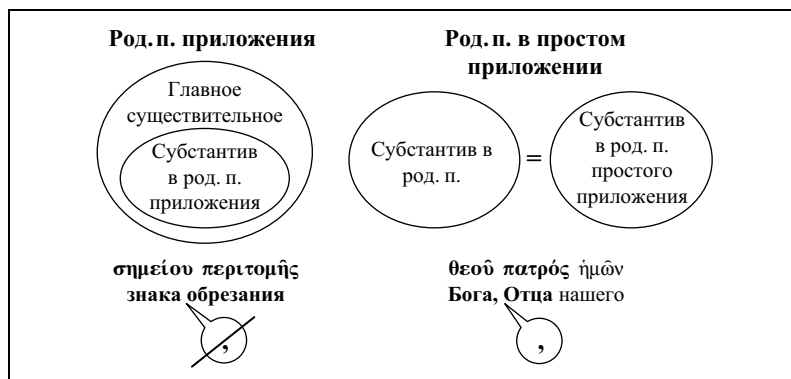 Род. п. приложения
Главное
существительное
Субстантив
в род. п.
приложения
σημείου περιτομῆς
знака обрезания
,
Род. п. в простом
приложении
Субстантив в
род. п.
=
Субстантив
в род. п.
простого
приложения
θεοῦ πατρός ἡμῶν
Бога, Отца нашего
,